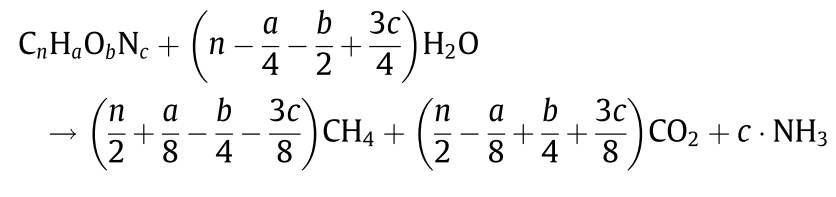 CₙHₐO_bN_c + (n − a/4 − b/2 + 3c/4)H₂O
→ (n/2 + a/8 − b/4 − 3c/8)CH₄ + (n/2 − a/8 + b/4 + 3c/8)CO₂ + c · NH₃